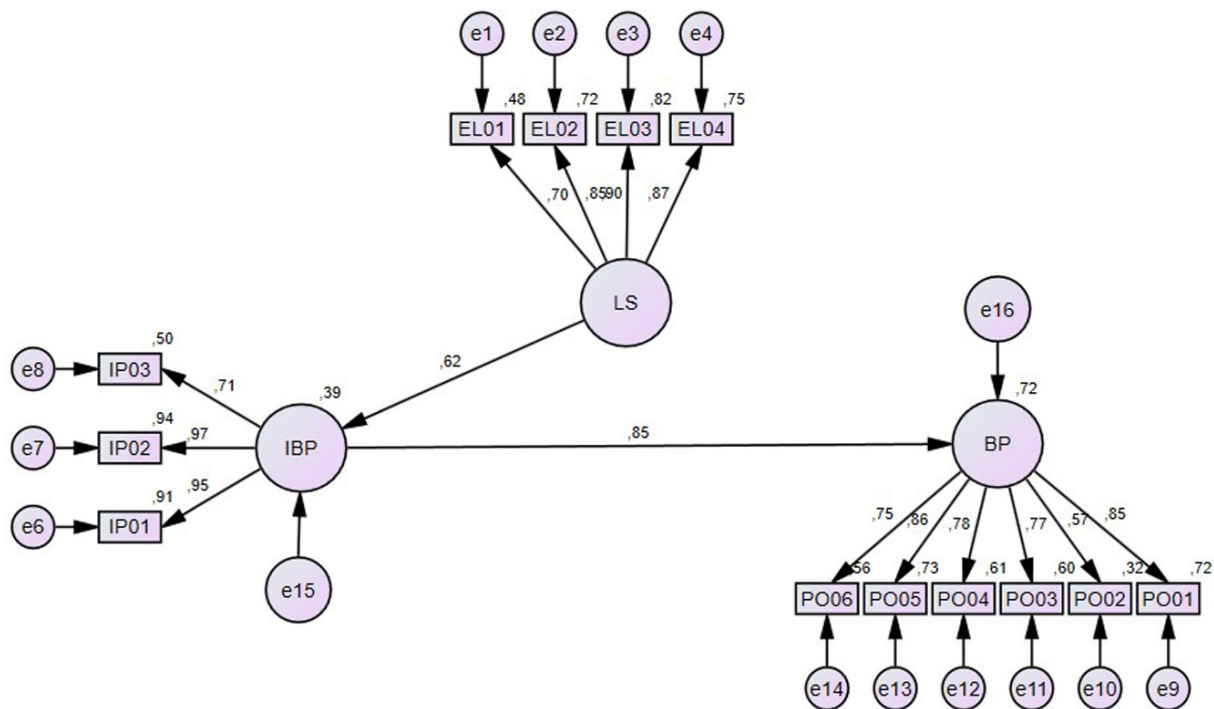 e1 e2 e3 e4
,48 ,72 ,82 ,75
EL01 EL02 EL03 EL04
,70 ,85 ,90 ,87
LS
e16
,62
,50
e8 IP03
,71
,39
,72
,94
e7 IP02 ,97 IBP
,85
BP
,91 ,95
e6 IP01
e15
,75 ,86 ,78 ,77 ,57 ,85
,56 ,73 ,61 ,60 ,32 ,72
PO06 PO05 PO04 PO03 PO02 PO01
e14 e13 e12 e11 e10 e9